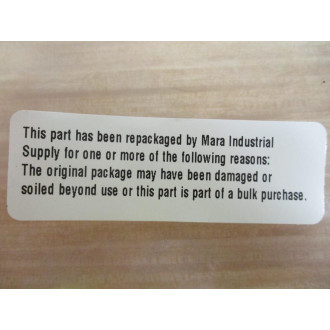 This part has been repackaged by Mara Industrial
Supply for one or more of the following reasons:
The original package may have been damaged or
soiled beyond use or this part is part of a bulk purchase.